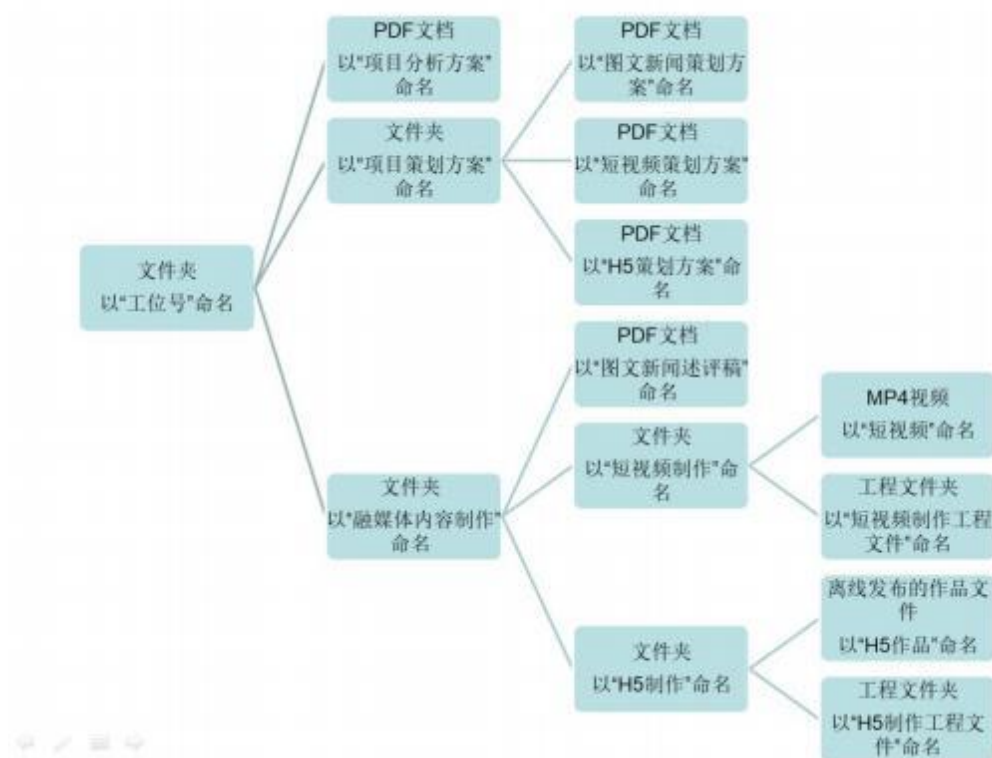 PDF文档
以“项目分析方案”
命名
文件夹
以“项目策划方案”
命名
PDF文档
以“图文新闻策划方
案”命名
PDF文档
以“短视频策划方案”
命名
PDF文档
以“H5策划方案”命
名
文件夹
以“工位号”命名
文件夹
以“融媒体内容制作”
命名
PDF文档
以“图文新闻述评稿”
命名
文件夹
以“短视频制作”命
名
MP4视频
以“短视频”命名
工程文件夹
以“短视频制作工程
文件”命名
文件夹
以“H5制作”命名
离线发布的作品文
件
以“H5作品”命名
工程文件夹
以“H5制作工程文
件”命名